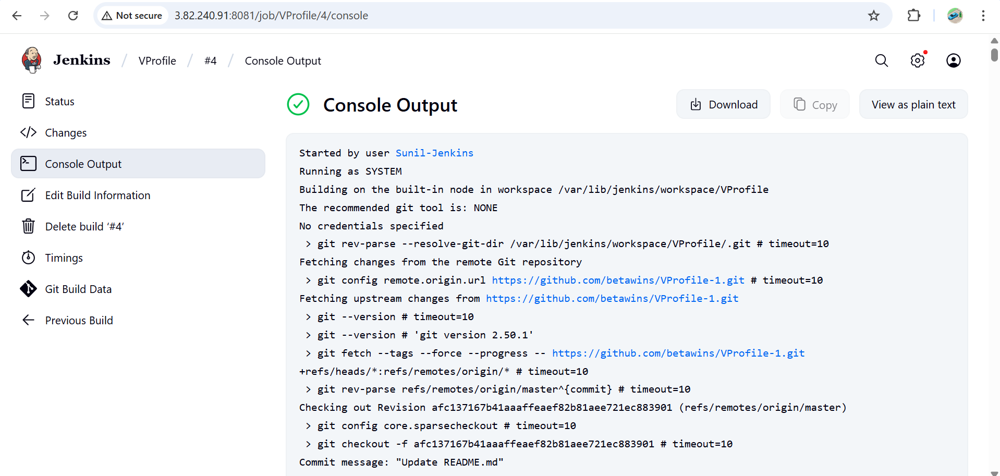 Not secure 3.82.240.91:8081/job/VProfile/4/console
Jenkins / VProfile / #4 / Console Output
Status
Changes
Console Output
Edit Build Information
Delete build ‘#4’
Timings
Git Build Data
Previous Build
Console Output
Download
Copy
View as plain text
Started by user Sunil-Jenkins
Running as SYSTEM
Building on the built-in node in workspace /var/lib/jenkins/workspace/VProfile
The recommended git tool is: NONE
No credentials specified
> git rev-parse --resolve-git-dir /var/lib/jenkins/workspace/VProfile/.git # timeout=10
Fetching changes from the remote Git repository
> git config remote.origin.url https://github.com/betawins/VProfile-1.git # timeout=10
Fetching upstream changes from https://github.com/betawins/VProfile-1.git
> git --version # timeout=10
> git --version # 'git version 2.50.1'
> git fetch --tags --force --progress -- https://github.com/betawins/VProfile-1.git
+refs/heads/*:refs/remotes/origin/* # timeout=10
> git rev-parse refs/remotes/origin/master^{commit} # timeout=10
Checking out Revision afc137167b41aaaffeaef82b81aee721ec883901 (refs/remotes/origin/master)
> git config core.sparsecheckout # timeout=10
> git checkout -f afc137167b41aaaffeaef82b81aee721ec883901 # timeout=10
Commit message: "Update README.md"